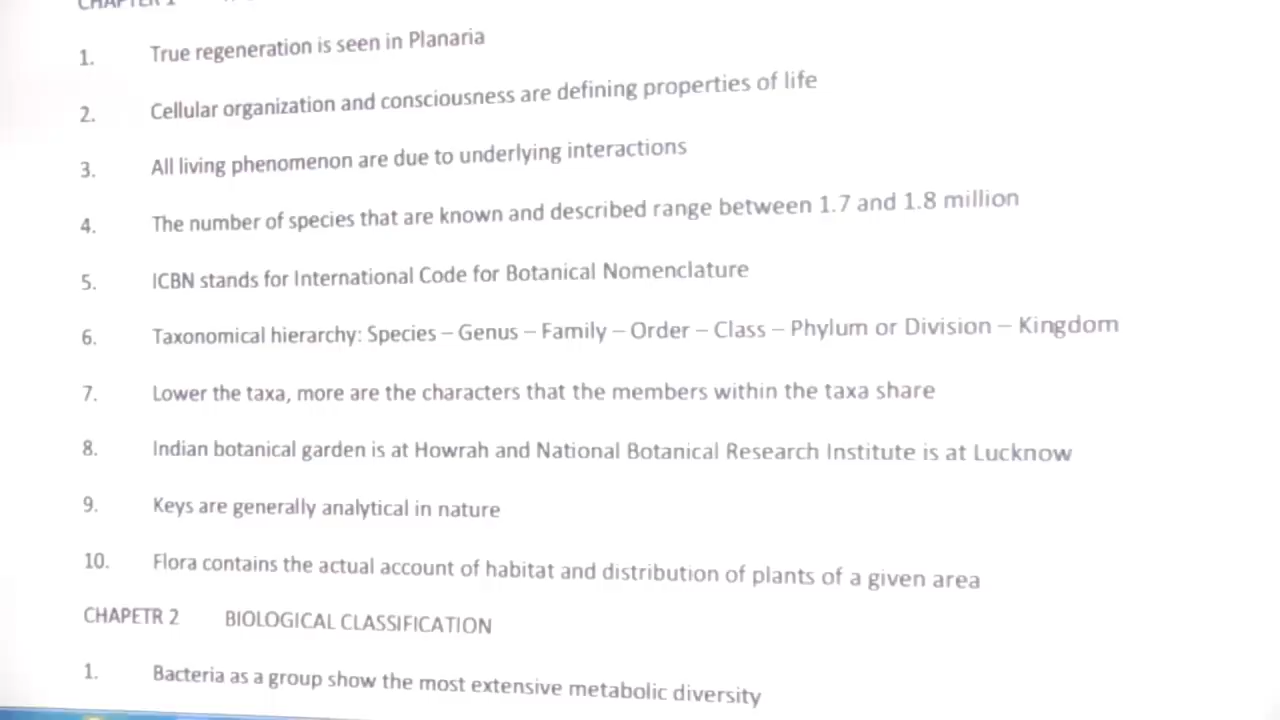 CHAPTER 1
1. True regeneration is seen in Planaria
2. Cellular organization and consciousness are defining properties of life
3. All living phenomenon are due to underlying interactions
4. The number of species that are known and described range between 1.7 and 1.8 million
5. ICBN stands for International Code for Botanical Nomenclature
6. Taxonomical hierarchy: Species – Genus – Family – Order – Class – Phylum or Division – Kingdom
7. Lower the taxa, more are the characters that the members within the taxa share
8. Indian botanical garden is at Howrah and National Botanical Research Institute is at Lucknow
9. Keys are generally analytical in nature
10. Flora contains the actual account of habitat and distribution of plants of a given area
CHAPETR 2 BIOLOGICAL CLASSIFICATION
1. Bacteria as a group show the most extensive metabolic diversity